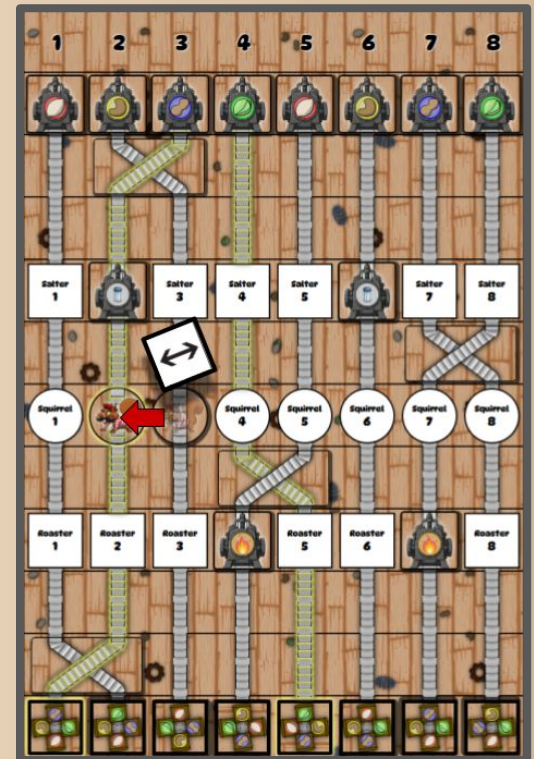 1 2 3 4 5 6 7 8
Salter 1
Salter 3
Salter 4
Salter 5
Salter 7
Salter 8
Squirrel 1
Squirrel 4
Squirrel 5
Squirrel 6
Squirrel 7
Squirrel 8
Roaster 1
Roaster 2
Roaster 3
Roaster 5
Roaster 6
Roaster 8